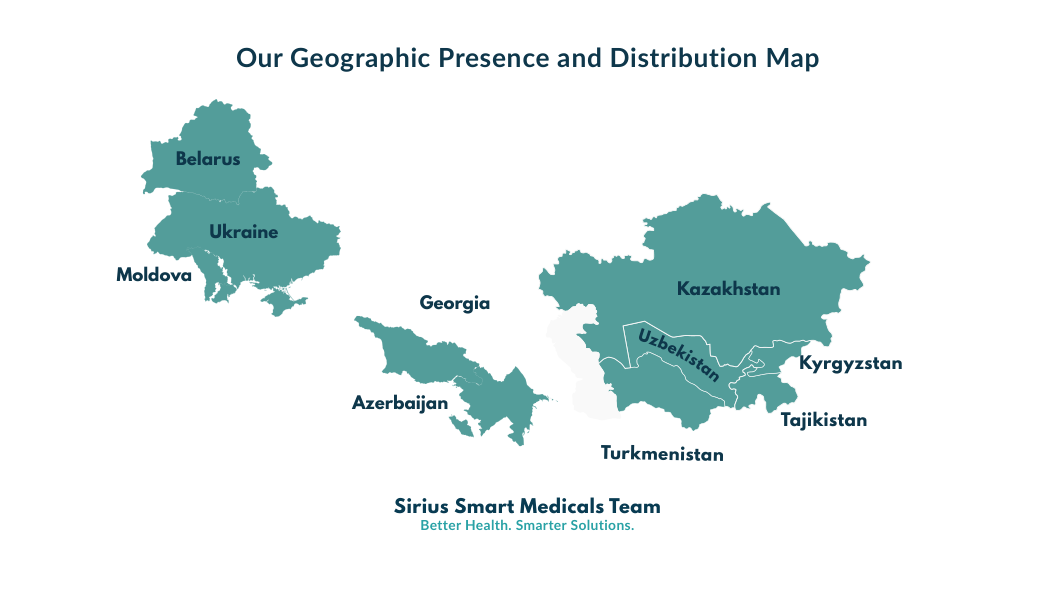 Our Geographic Presence and Distribution Map
Belarus
Ukraine
Moldova
Georgia
Azerbaijan
Kazakhstan
Uzbekistan
Kyrgyzstan
Tajikistan
Turkmenistan
Sirius Smart Medicals Team
Better Health. Smarter Solutions.